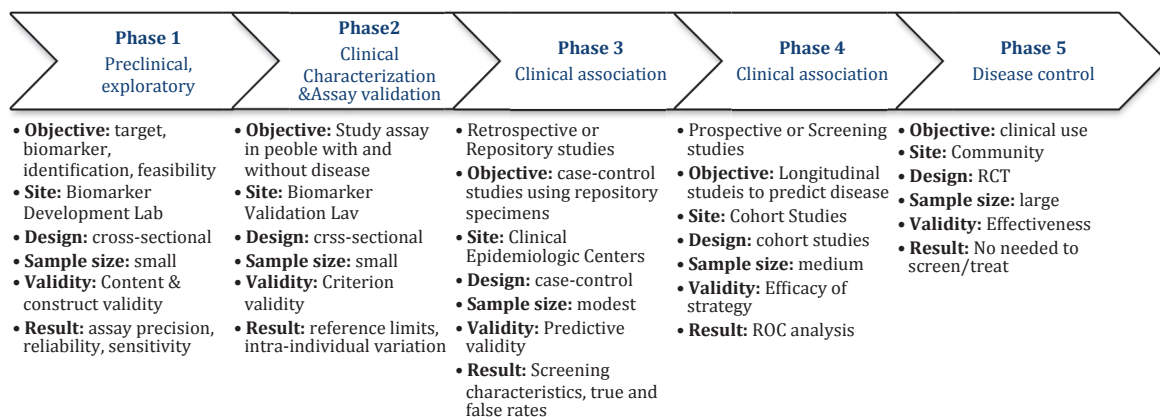 Phase 1
Preclinical,
exploratory
Phase2
Clinical
Characterization
&Assay validation
Phase 3
Clinical association
Phase 4
Clinical association
Phase 5
Disease control
• Objective: target,
biomarker,
identification, feasibility
• Site: Biomarker
Development Lab
• Design: cross-sectional
• Sample size: small
• Validity: Content &
construct validity
• Result: assay precision,
reliability, sensitivity
• Objective: Study assay
in peoble with and
without disease
• Site: Biomarker
Validation Lav
• Design: crss-sectional
• Sample size: small
• Validity: Criterion
validity
• Result: reference limits,
intra-individual variation
• Retrospective or
Repository studies
• Objective: case-control
studies using repository
specimens
• Site: Clinical
Epidemiologic Centers
• Design: case-control
• Sample size: modest
• Validity: Predictive
validity
• Result: Screening
characteristics, true and
false rates
• Prospective or Screening
studies
• Objective: Longitudinal
studeis to predict disease
• Site: Cohort Studies
• Design: cohort studies
• Sample size: medium
• Validity: Efficacy of
strategy
• Result: ROC analysis
• Objective: clinical use
• Site: Community
• Design: RCT
• Sample size: large
• Validity: Effectiveness
• Result: No needed to
screen/treat